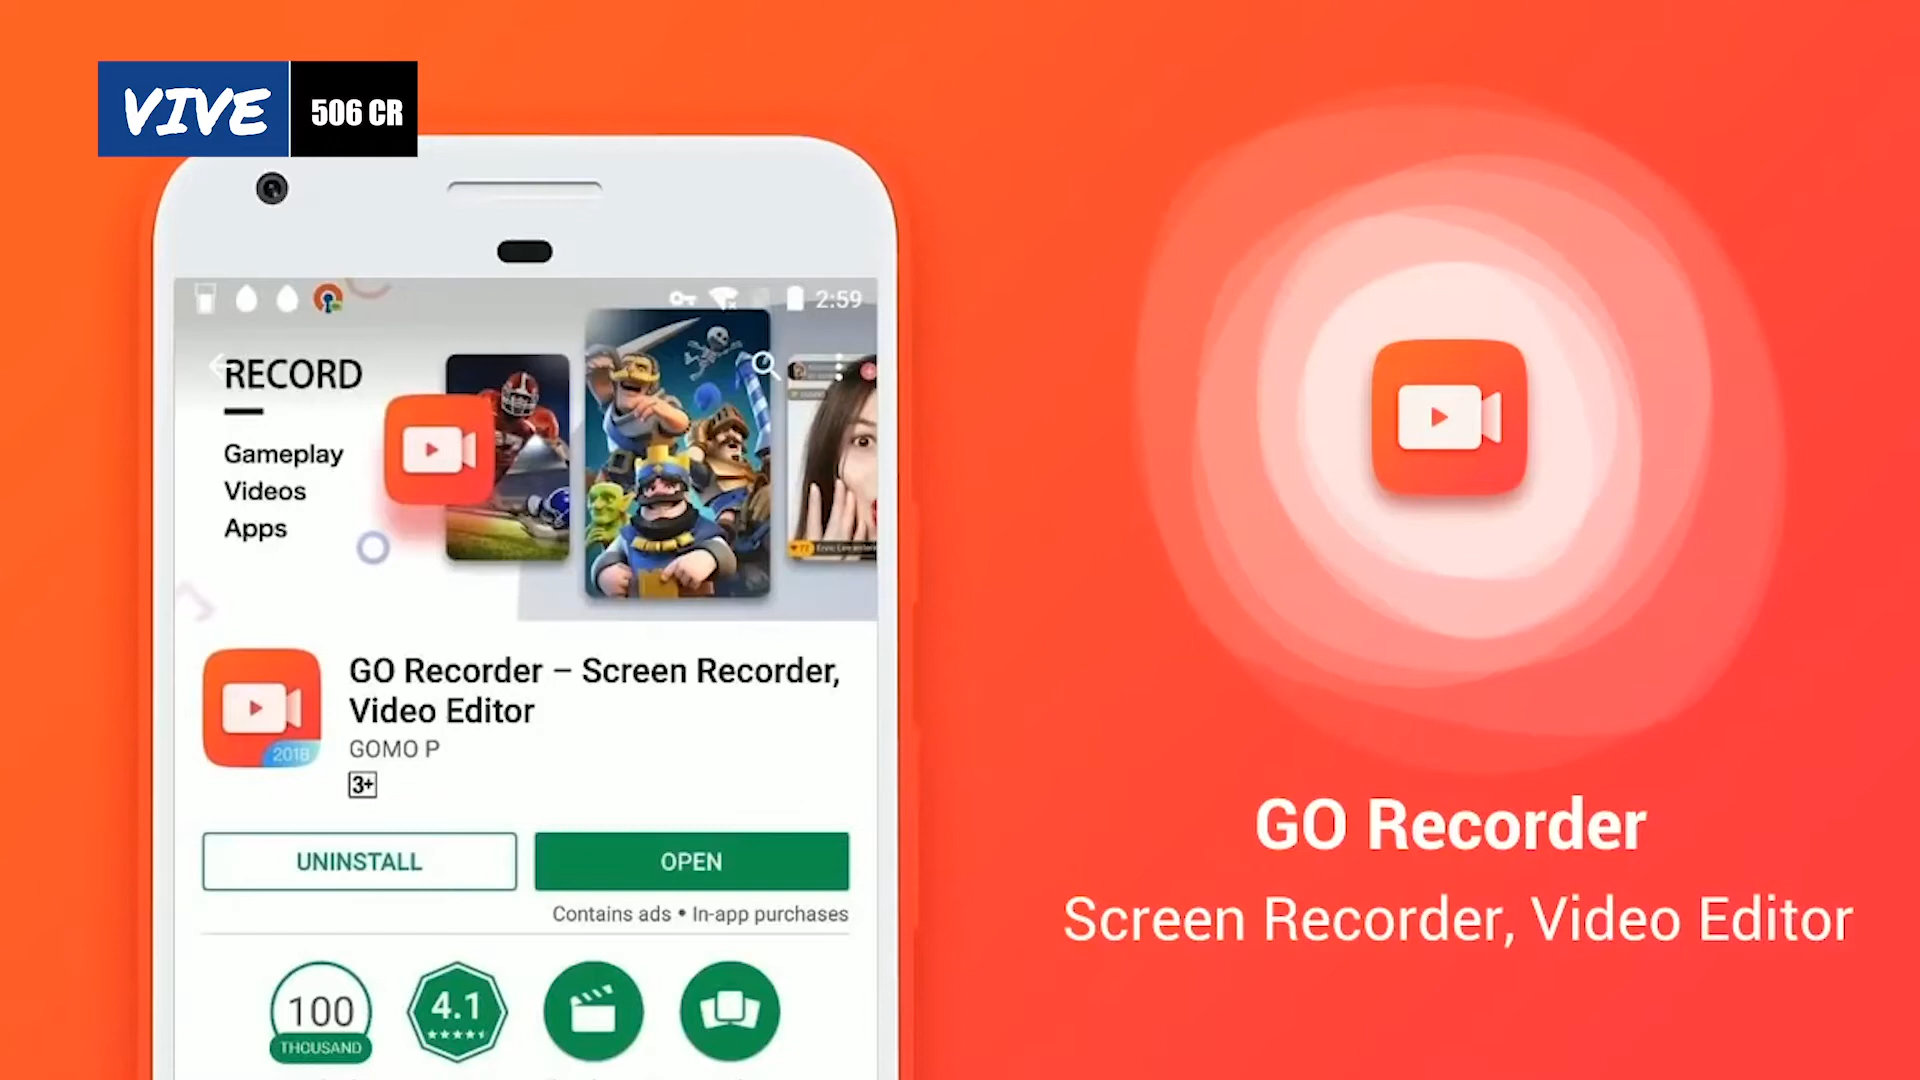 VIVE
506 CR
2:59
RECORD
Gameplay
Videos
Apps
GO Recorder – Screen Recorder,
Video Editor
2018
GOMO P
3+
UNINSTALL
OPEN
Contains ads • In-app purchases
100
THOUSAND
4.1
GO Recorder
Screen Recorder, Video Editor